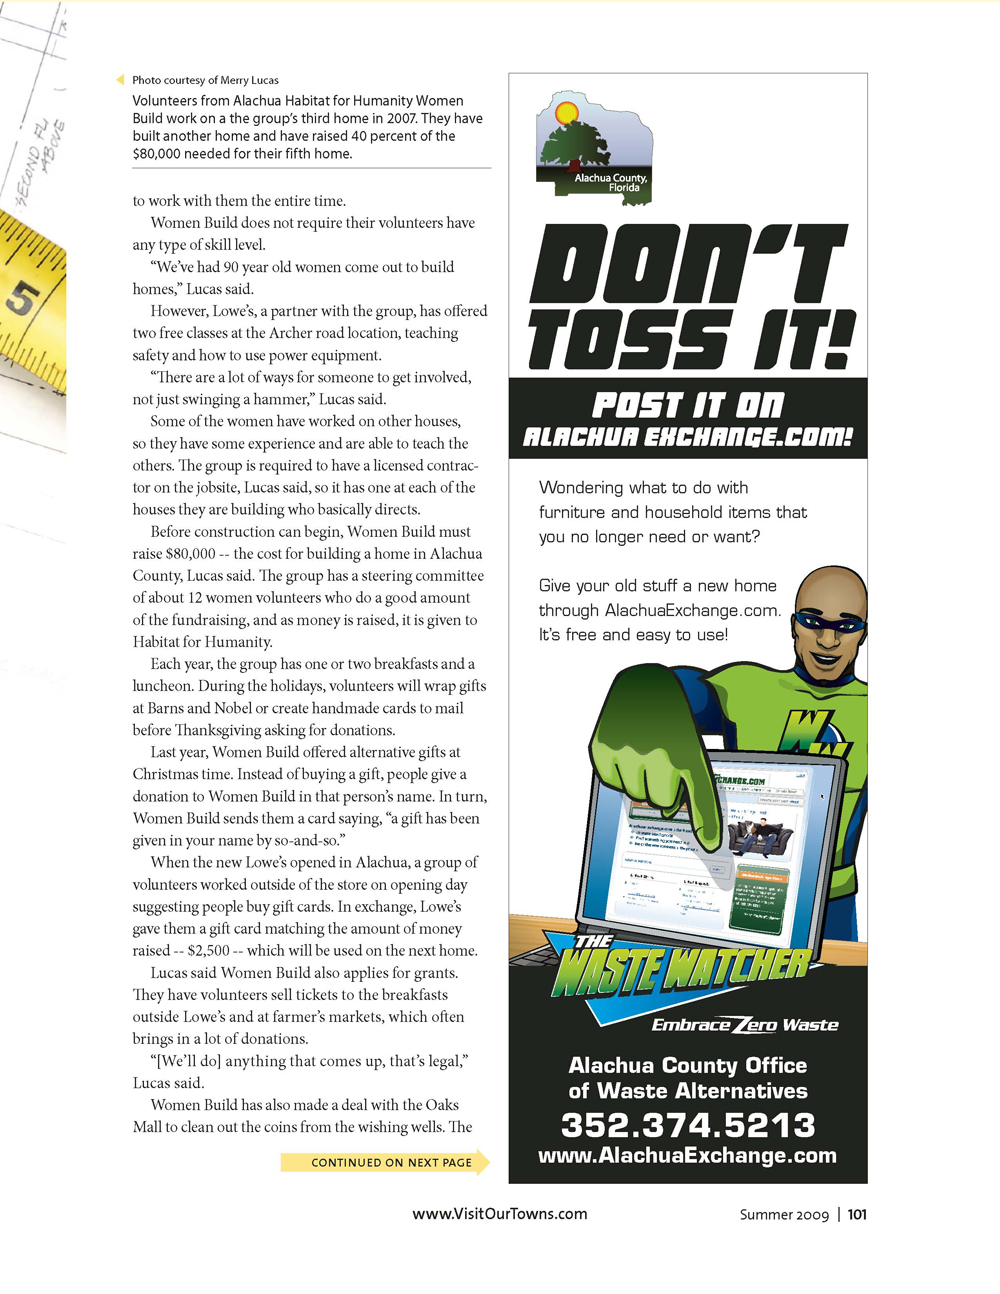 SECOND FLR
ABOVE
5
Photo courtesy of Merry Lucas
Volunteers from Alachua Habitat for Humanity Women
Build work on a the group's third home in 2007. They have
built another home and have raised 40 percent of the
$80,000 needed for their fifth home.
to work with them the entire time.
Women Build does not require their volunteers have
any type of skill level.
“We’ve had 90 year old women come out to build
homes,” Lucas said.
However, Lowe’s, a partner with the group, has offered
two free classes at the Archer road location, teaching
safety and how to use power equipment.
“There are a lot of ways for someone to get involved,
not just swinging a hammer,” Lucas said.
Some of the women have worked on other houses,
so they have some experience and are able to teach the
others. The group is required to have a licensed contrac-
tor on the jobsite, Lucas said, so it has one at each of the
houses they are building who basically directs.
Before construction can begin, Women Build must
raise $80,000 -- the cost for building a home in Alachua
County, Lucas said. The group has a steering committee
of about 12 women volunteers who do a good amount
of the fundraising, and as money is raised, it is given to
Habitat for Humanity.
Each year, the group has one or two breakfasts and a
luncheon. During the holidays, volunteers will wrap gifts
at Barns and Nobel or create handmade cards to mail
before Thanksgiving asking for donations.
Last year, Women Build offered alternative gifts at
Christmas time. Instead of buying a gift, people give a
donation to Women Build in that person’s name. In turn,
Women Build sends them a card saying, “a gift has been
given in your name by so-and-so.”
When the new Lowe’s opened in Alachua, a group of
volunteers worked outside of the store on opening day
suggesting people buy gift cards. In exchange, Lowe’s
gave them a gift card matching the amount of money
raised -- $2,500 -- which will be used on the next home.
Lucas said Women Build also applies for grants.
They have volunteers sell tickets to the breakfasts
outside Lowe’s and at farmer’s markets, which often
brings in a lot of donations.
“[We’ll do] anything that comes up, that’s legal,”
Lucas said.
Women Build has also made a deal with the Oaks
Mall to clean out the coins from the wishing wells. The
CONTINUED ON NEXT PAGE
Alachua County,
Florida
DON'T
TOSS IT!
POST IT ON
ALACHUA EXCHANGE.COM!
Wondering what to do with
furniture and household items that
you no longer need or want?
Give your old stuff a new home
through AlachuaExchange.com.
It's free and easy to use!
W W
CHANGE.COM
THE
WASTE WATCHER
Embrace Zero Waste
Alachua County Office
of Waste Alternatives
352.374.5213
www.AlachuaExchange.com
www.VisitOurTowns.com
Summer 2009 | 101